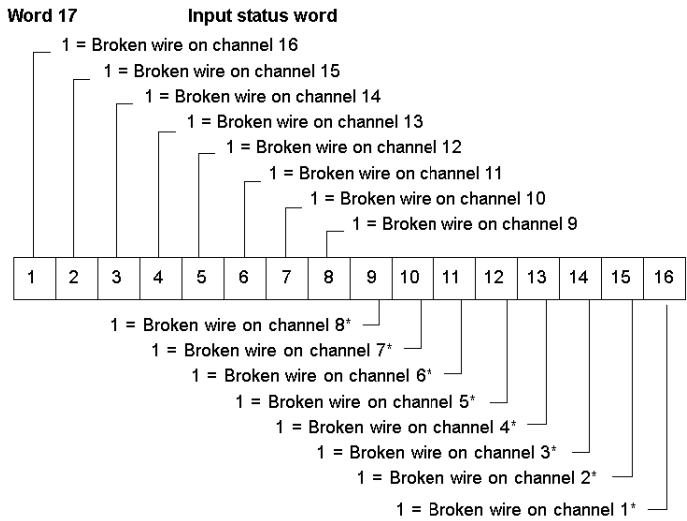 Word 17 Input status word
1 = Broken wire on channel 16
1 = Broken wire on channel 15
1 = Broken wire on channel 14
1 = Broken wire on channel 13
1 = Broken wire on channel 12
1 = Broken wire on channel 11
1 = Broken wire on channel 10
1 = Broken wire on channel 9
1 2 3 4 5 6 7 8 9 10 11 12 13 14 15 16
1 = Broken wire on channel 8*
1 = Broken wire on channel 7*
1 = Broken wire on channel 6*
1 = Broken wire on channel 5*
1 = Broken wire on channel 4*
1 = Broken wire on channel 3*
1 = Broken wire on channel 2*
1 = Broken wire on channel 1*